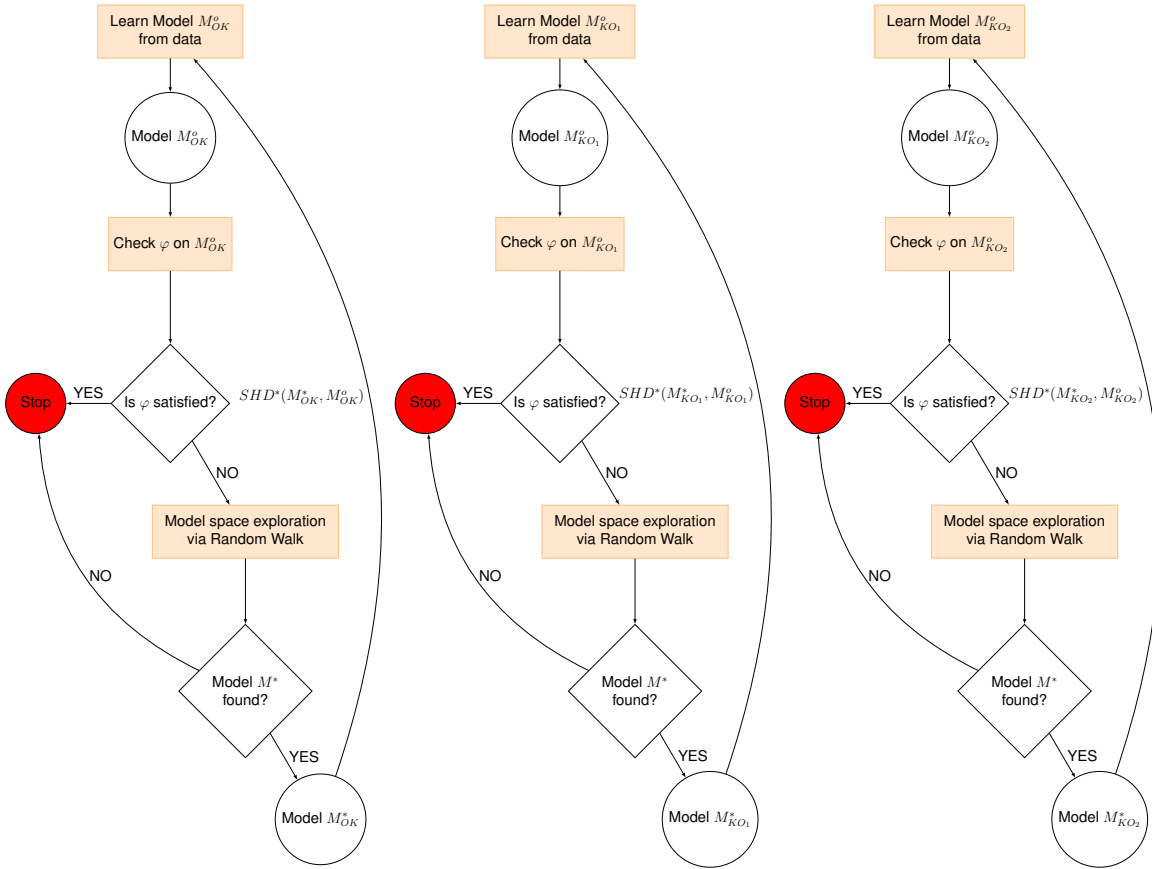 Learn Model $M^o_{OK}$
from data
Model $M^o_{OK}$
Check $\varphi$ on $M^o_{OK}$
Is $\varphi$ satisfied?
YES
Stop
$SHD^*(M^*_{OK}, M^o_{OK})$
NO
Model space exploration
via Random Walk
NO
Model $M^*$
found?
YES
Model $M^*_{OK}$
Learn Model $M^o_{KO_1}$
from data
Model $M^o_{KO_1}$
Check $\varphi$ on $M^o_{KO_1}$
Is $\varphi$ satisfied?
YES
Stop
$SHD^*(M^*_{KO_1}, M^o_{KO_1})$
NO
Model space exploration
via Random Walk
NO
Model $M^*$
found?
YES
Model $M^*_{KO_1}$
Learn Model $M^o_{KO_2}$
from data
Model $M^o_{KO_2}$
Check $\varphi$ on $M^o_{KO_2}$
Is $\varphi$ satisfied?
YES
Stop
$SHD^*(M^*_{KO_2}, M^o_{KO_2})$
NO
Model space exploration
via Random Walk
NO
Model $M^*$
found?
YES
Model $M^*_{KO_2}$